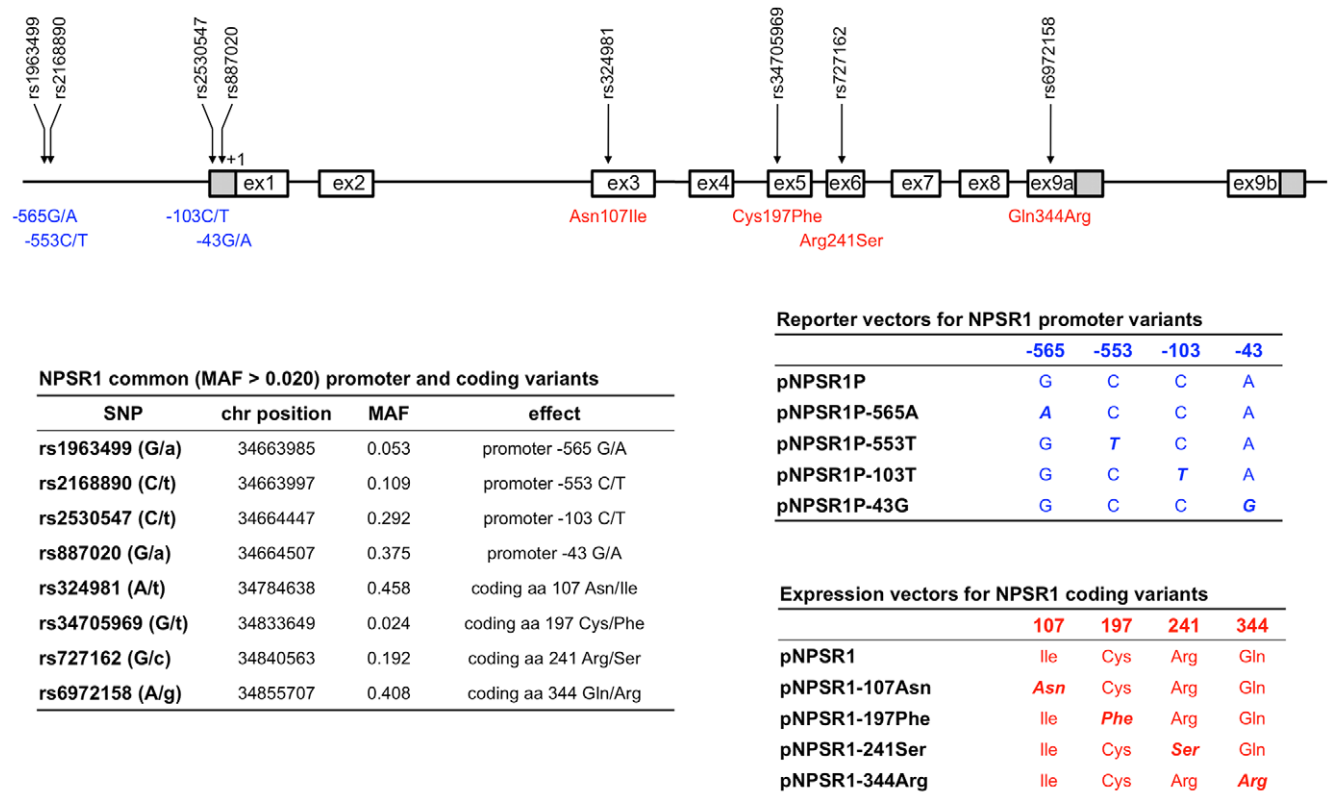 rs1963499
rs2168890
rs2530547
rs887020
rs324981
rs34705969
rs727162
rs6972158
+1
ex1 ex2 ex3 ex4 ex5 ex6 ex7 ex8 ex9a ex9b
-565G/A -103C/T Asn107Ile Cys197Phe Gln344Arg
-553C/T -43G/A Arg241Ser
NPSR1 common (MAF > 0.020) promoter and coding variants
SNP chr position MAF effect
rs1963499 (G/a) 34663985 0.053 promoter -565 G/A
rs2168890 (C/t) 34663997 0.109 promoter -553 C/T
rs2530547 (C/t) 34664447 0.292 promoter -103 C/T
rs887020 (G/a) 34664507 0.375 promoter -43 G/A
rs324981 (A/t) 34784638 0.458 coding aa 107 Asn/Ile
rs34705969 (G/t) 34833649 0.024 coding aa 197 Cys/Phe
rs727162 (G/c) 34840563 0.192 coding aa 241 Arg/Ser
rs6972158 (A/g) 34855707 0.408 coding aa 344 Gln/Arg
Reporter vectors for NPSR1 promoter variants
-565 -553 -103 -43
pNPSR1P G C C A
pNPSR1P-565A A C C A
pNPSR1P-553T G T C A
pNPSR1P-103T G C T A
pNPSR1P-43G G C C G
Expression vectors for NPSR1 coding variants
107 197 241 344
pNPSR1 Ile Cys Arg Gln
pNPSR1-107Asn Asn Cys Arg Gln
pNPSR1-197Phe Ile Phe Arg Gln
pNPSR1-241Ser Ile Cys Ser Gln
pNPSR1-344Arg Ile Cys Arg Arg